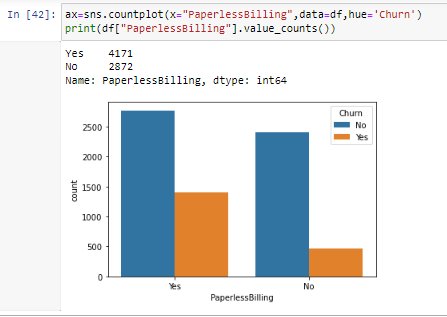 In [42]: ax=sns.countplot(x="PaperlessBilling",data=df,hue='Churn')
print(df["PaperlessBilling"].value_counts())
Yes 4171
No 2872
Name: PaperlessBilling, dtype: int64
Churn
No
Yes
2500
2000
1500
1000
500
0
count
Yes No
PaperlessBilling